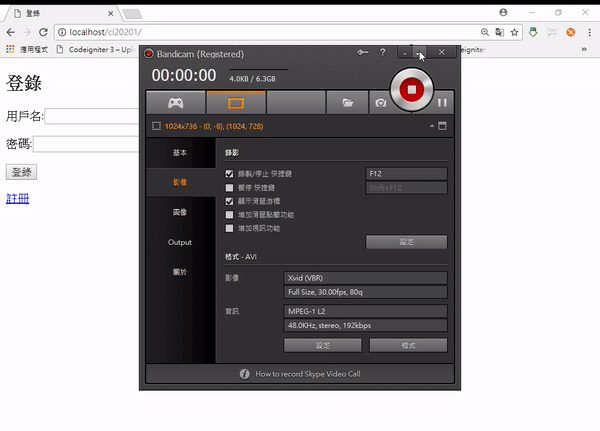 登錄
localhost/ci20201/
應用程式
Codeigniter 3 – Uplo
deigniter
登錄
用戶名:
密碼:
登錄
註冊
Bandicam (Registered)
?
00:00:00
4.0KB / 6.3GB
1024x736 - (0, -8), (1024, 728)
基本
影像
圖像
Output
關於
錄影
錄製/停止 快捷鍵
F12
暫停 快捷鍵
Shift+F12
顯示滑鼠游標
增加滑鼠點擊功能
增加視訊功能
設定
格式 - AVI
影像
Xvid (VBR)
Full Size, 30.00fps, 80q
音訊
MPEG-1 L2
48.0KHz, stereo, 192kbps
設定
格式
How to record Skype Video Call